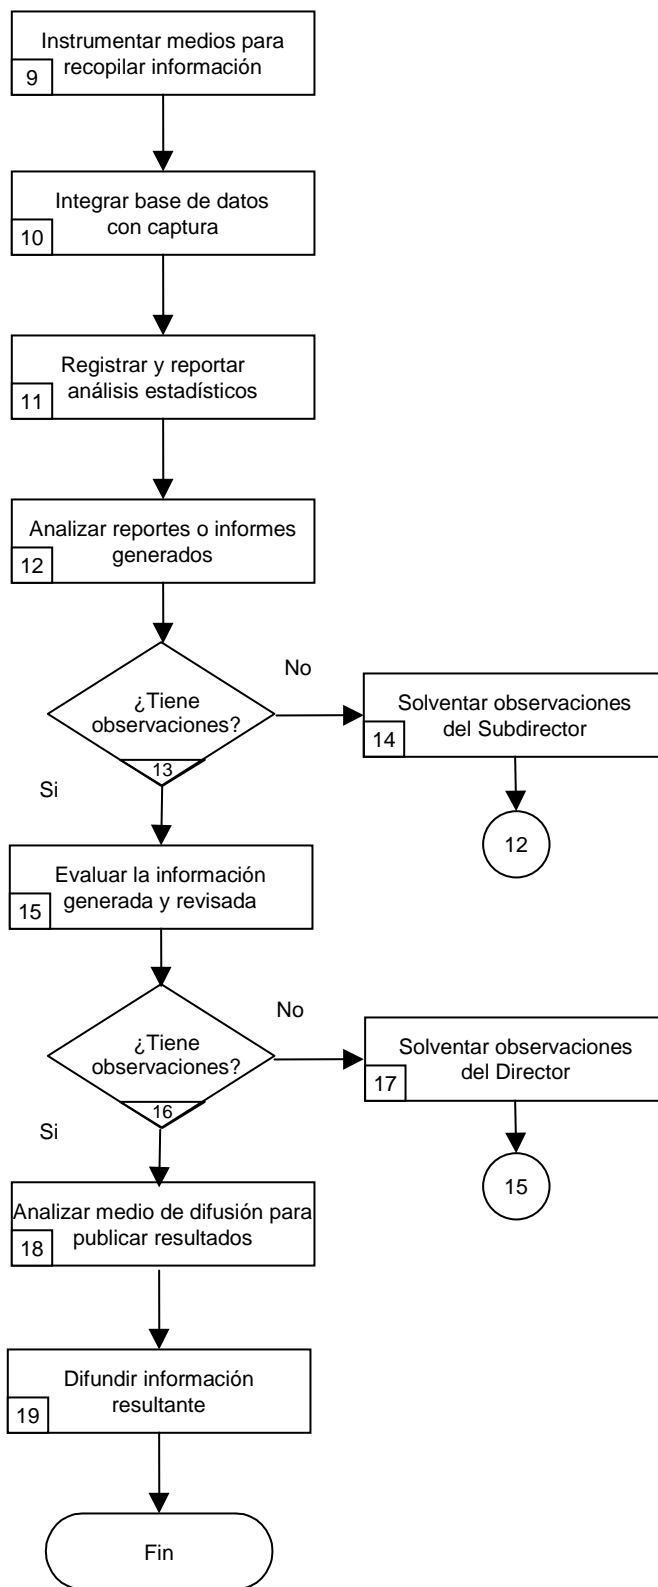 Instrumentar medios para
recopilar información
9
Integrar base de datos
con captura
10
Registrar y reportar
análisis estadísticos
11
Analizar reportes o informes
generados
12
¿Tiene
observaciones?
13
No
Solventar observaciones
del Subdirector
14
12
Si
Evaluar la información
generada y revisada
15
¿Tiene
observaciones?
16
No
Solventar observaciones
del Director
17
15
Si
Analizar medio de difusión para
publicar resultados
18
Difundir información
resultante
19
Fin